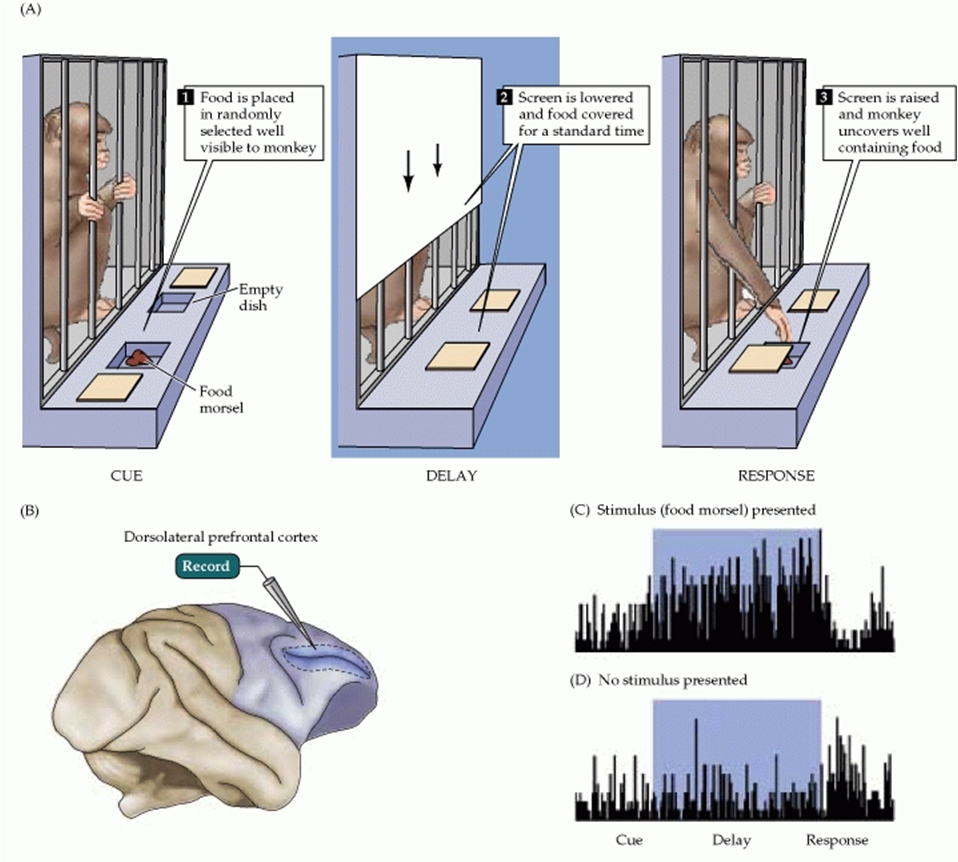 (A)
1 Food is placed
in randomly
selected well
visible to monkey
2 Screen is lowered
and food covered
for a standard time
3 Screen is raised
and monkey
uncovers well
containing food
Empty
dish
Food
morsel
CUE
DELAY
RESPONSE
(B)
Dorsolateral prefrontal cortex
Record
(C) Stimulus (food morsel) presented
(D) No stimulus presented
Cue
Delay
Response